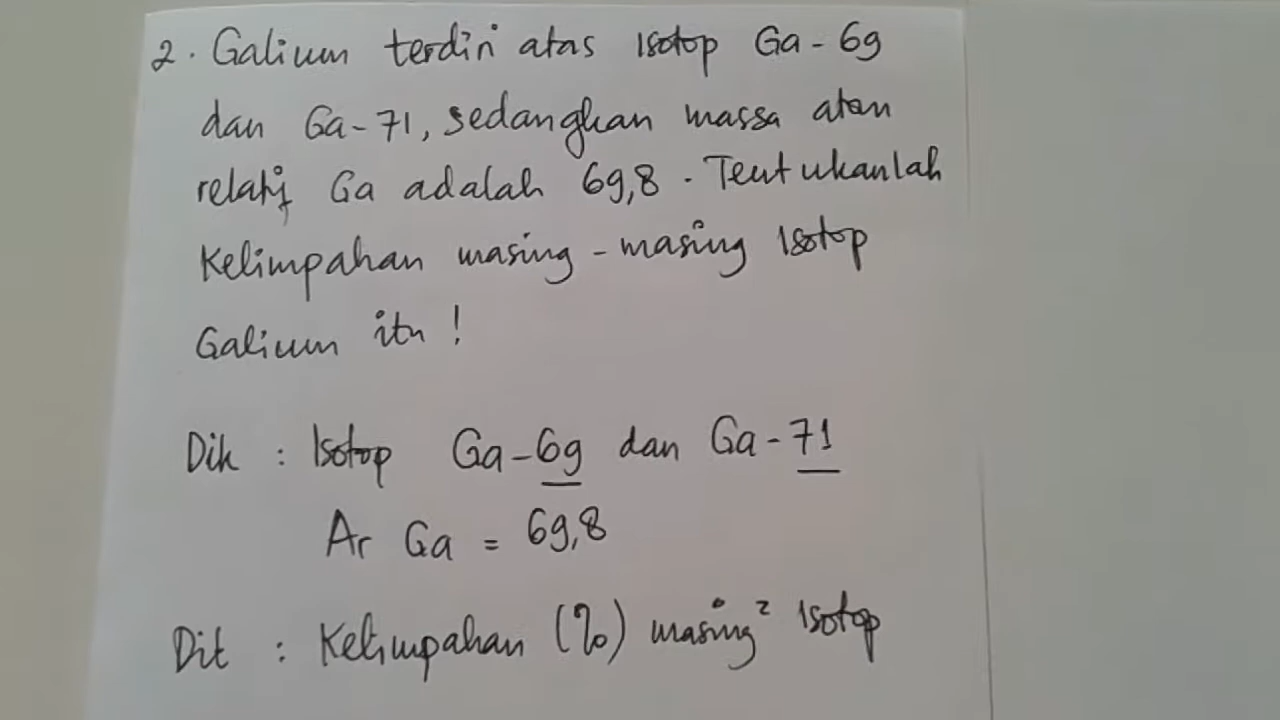 2. Galium terdiri atas Isotop Ga-69
dan Ga-71, sedangkan massa atom
relatif Ga adalah 69,8. Tentukanlah
Kelimpahan masing-masing Isotop
Galium itu!
Dik : Isotop Ga-69 dan Ga-71
Ar Ga = 69,8
Dit : Kelimpahan (%) masing² Isotop